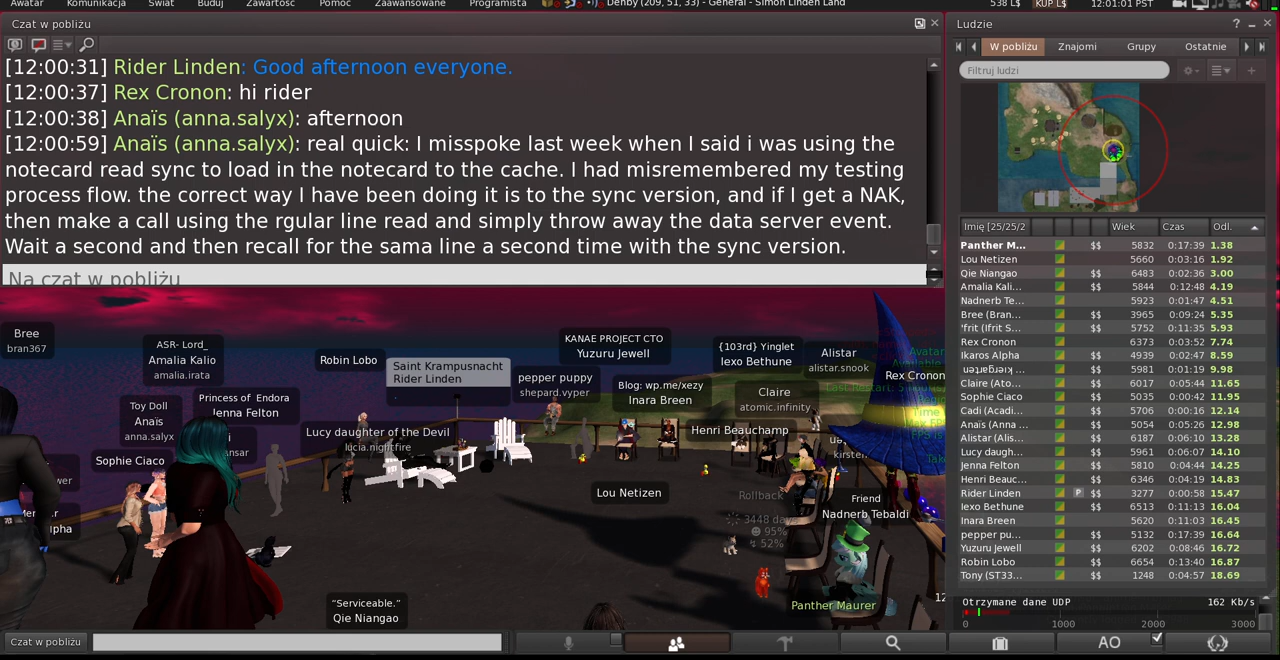 Awatar Komunikacja Świat Buduj Zawartość Pomoc Zaawansowane Programista
Denby (209, 51, 33) - General - Simon Linden Land
538 L$ KUP L$ 12:01:01 PST
Czat w pobliżu
[12:00:31] Rider Linden: Good afternoon everyone.
[12:00:37] Rex Cronon: hi rider
[12:00:38] Anaïs (anna.salyx): afternoon
[12:00:59] Anaïs (anna.salyx): real quick: I misspoke last week when I said i was using the
notecard read sync to load in the notecard to the cache. I had misremembered my testing
process flow. the correct way I have been doing it is to the sync version, and if I get a NAK,
then make a call using the rgular line read and simply throw away the data server event.
Wait a second and then recall for the sama line a second time with the sync version.
Na czat w pobliżu
Bree
bran367
ASR- Lord_
Amalia Kalio
amalia.irata
Robin Lobo
Saint Krampusnacht
Rider Linden
KANAE PROJECT CTO
Yuzuru Jewell
pepper puppy
shepard.vyper
Blog: wp.me/xezy
Inara Breen
{103rd} Yinglet
Iexo Bethune
Alistar
alistar.snook
Rex Cronon
Claire
atomic.infinity
Princess of Endora
Jenna Felton
Toy Doll
Anaïs
anna.salyx
Lucy daughter of the Devil
lucia.nightfire
Henri Beauchamp
Sophie Ciaco
Lou Netizen
Rollback
3448 days
95%
52%
Friend
Nadnerb Tebaldi
Panther Maurer
"Serviceable."
Qie Niangao
Czat w pobliżu
Ludzie
W pobliżu Znajomi Grupy Ostatnie
Filtruj ludzi
Imię [25/25/2 Wiek Czas Odl.
Panther M... $$ 5832 0:17:39 1.38
Lou Netizen 5660 0:03:16 1.92
Qie Niangao $$ 6483 0:02:36 3.00
Amalia Kali... $$ 5844 0:12:48 4.19
Nadnerb Te... 5923 0:01:47 4.51
Bree (Bran... $$ 3965 0:09:24 5.35
'frit (Ifrit S... $$ 5752 0:11:35 5.93
Rex Cronon 6373 0:03:52 7.74
Ikaros Alpha $$ 4939 0:02:47 8.59
$$ 5981 0:01:19 9.98
Claire (Ato... $$ 6017 0:05:44 11.65
Sophie Ciaco $$ 5035 0:00:42 11.95
Cadi (Acadi... $$ 5706 0:00:16 12.14
Anaïs (Anna ... $$ 5054 0:05:26 12.98
Alistar (Alis... $$ 6187 0:06:10 13.28
Lucy daugh... $$ 5961 0:06:07 14.10
Jenna Felton $$ 5810 0:04:44 14.25
Henri Beauc... $$ 6346 0:04:19 14.83
Rider Linden P $$ 3277 0:00:58 15.47
Iexo Bethune $$ 6513 0:11:13 16.04
Inara Breen 5620 0:11:03 16.45
pepper pu... $$ 5132 0:17:39 16.64
Yuzuru Jewell $$ 6202 0:08:46 16.72
Robin Lobo $$ 6654 0:13:40 16.87
Tony (ST33... $$ 1248 0:04:57 18.69
Otrzymane dane UDP 162 Kb/s
0 1000 2000 3000
AO